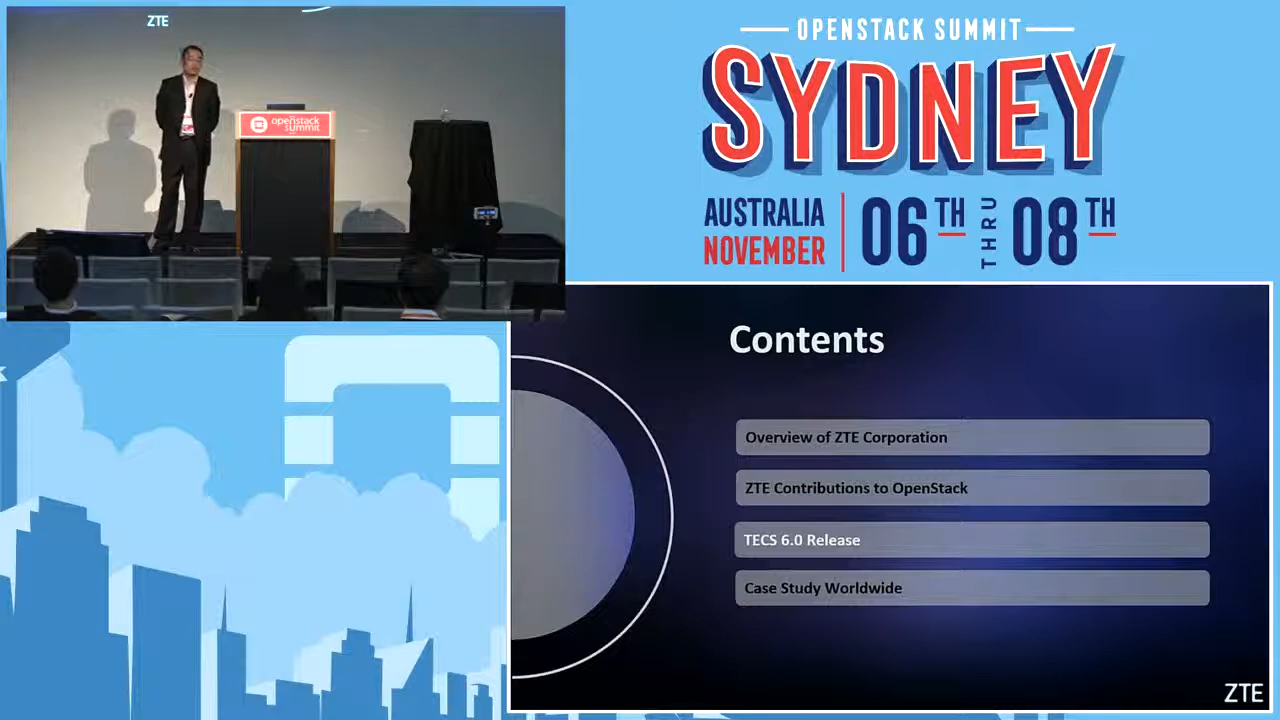 ZTE
openstack
summit
OPENSTACK SUMMIT
SYDNEY
AUSTRALIA
NOVEMBER
06TH THRU 08TH
Contents
Overview of ZTE Corporation
ZTE Contributions to OpenStack
TECS 6.0 Release
Case Study Worldwide
ZTE